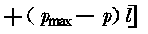 + ( p_max − p) l̄]